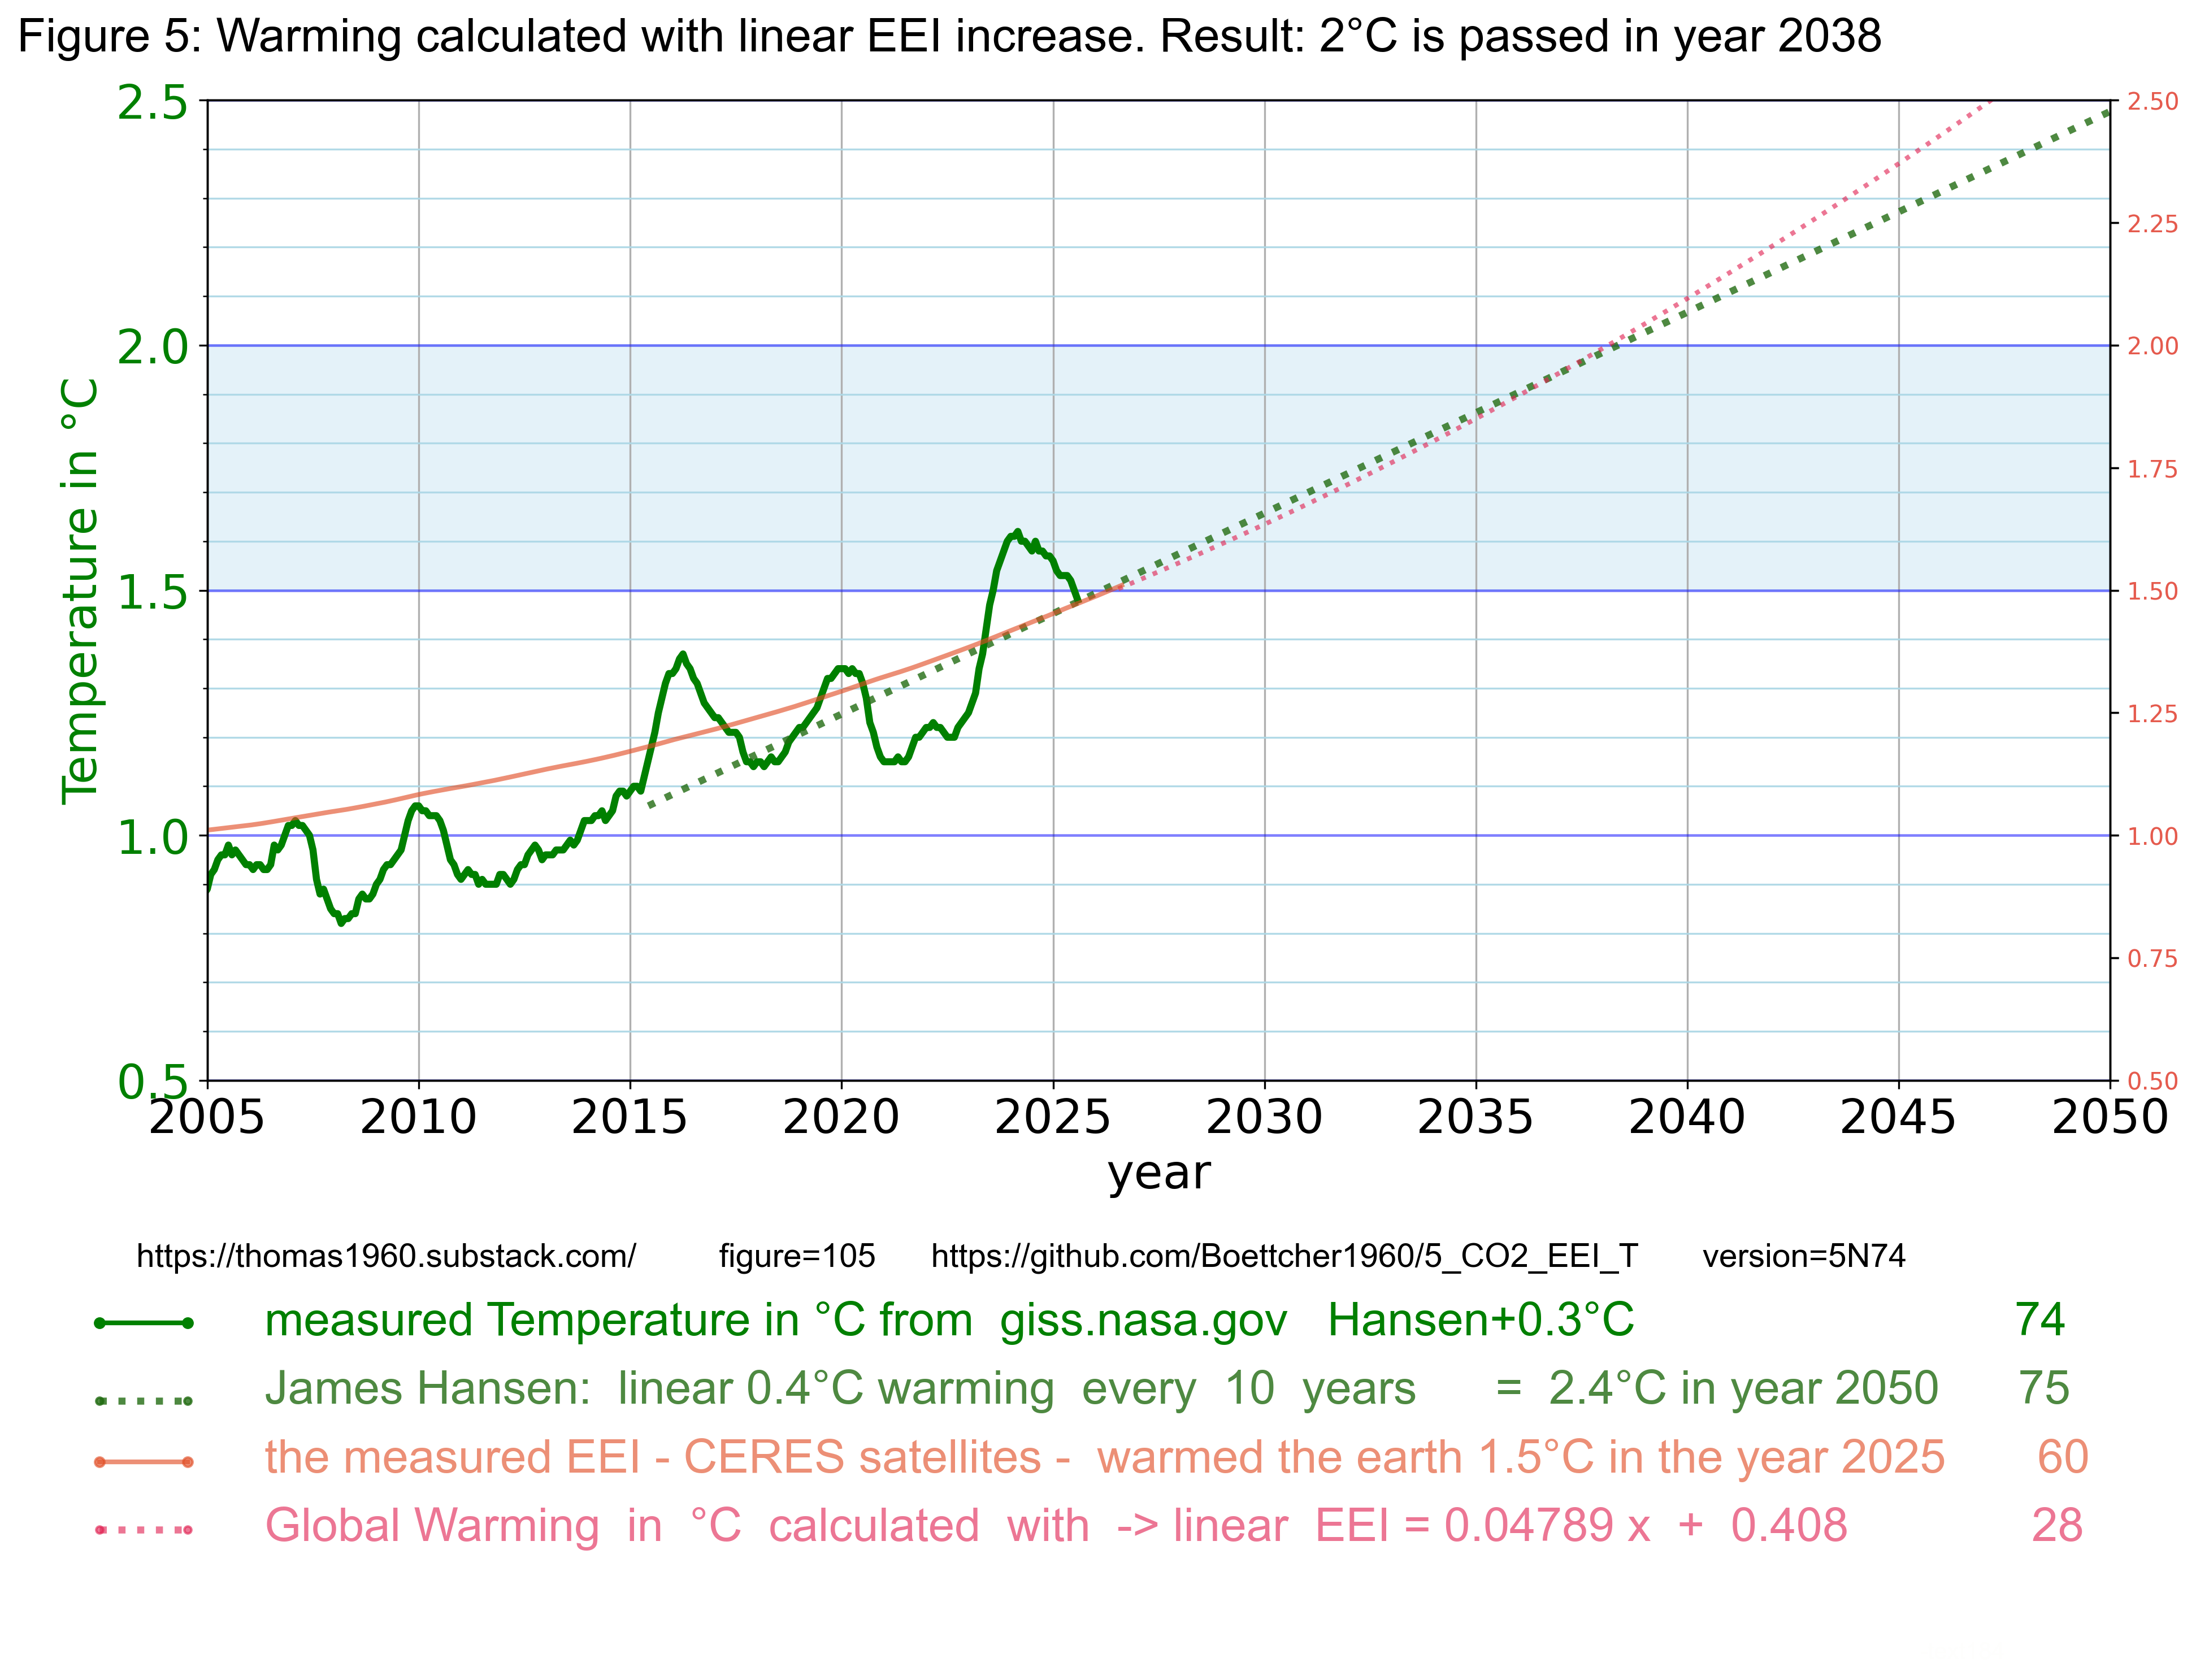 Figure 5: Warming calculated with linear EEI increase. Result: 2°C is passed in year 2038
2.5
2.0
1.5
1.0
0.5
Temperature in °C
2.50
2.25
2.00
1.75
1.50
1.25
1.00
0.75
0.50
2005 2010 2015 2020 2025 2030 2035 2040 2045 2050
year
https://thomas1960.substack.com/ figure=105 https://github.com/Boettcher1960/5_CO2_EEI_T version=5N74
measured Temperature in °C from giss.nasa.gov Hansen+0.3°C 74
James Hansen: linear 0.4°C warming every 10 years = 2.4°C in year 2050 75
the measured EEI - CERES satellites - warmed the earth 1.5°C in the year 2025 60
Global Warming in °C calculated with -> linear EEI = 0.04789 x + 0.408 28